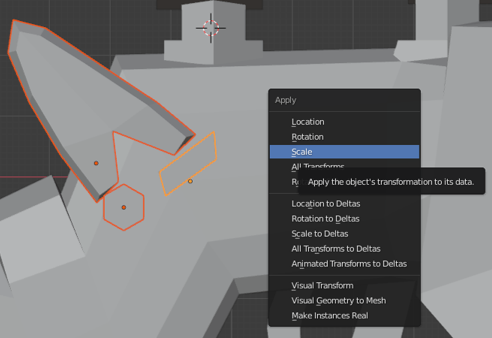 Apply
Location
Rotation
Scale
All Transforms
Apply the object's transformation to its data.
Location to Deltas
Rotation to Deltas
Scale to Deltas
All Transforms to Deltas
Animated Transforms to Deltas
Visual Transform
Visual Geometry to Mesh
Make Instances Real